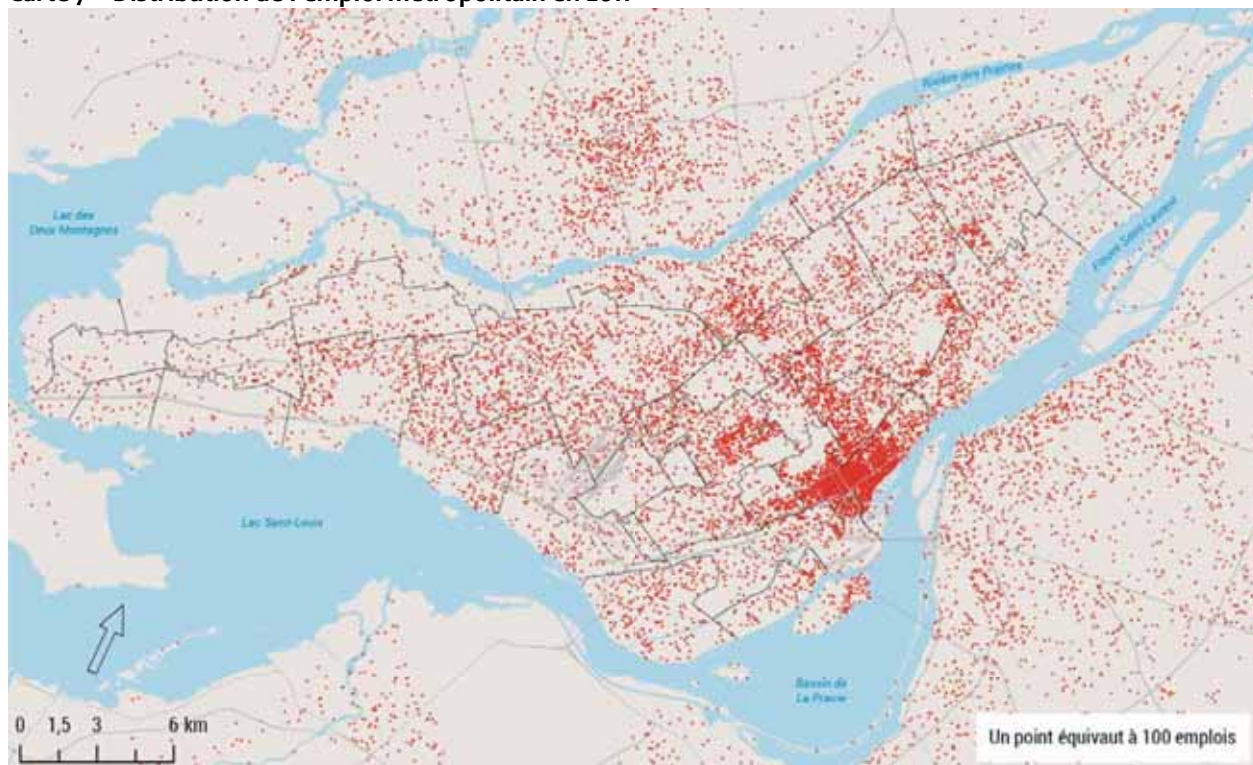 Rivière des Prairies
Lac des
Deux Montagnes
Fleuve Saint-Laurent
Lac Saint-Louis
Bassin de
La Prairie
0 1,5 3 6 km
Un point équivaut à 100 emplois